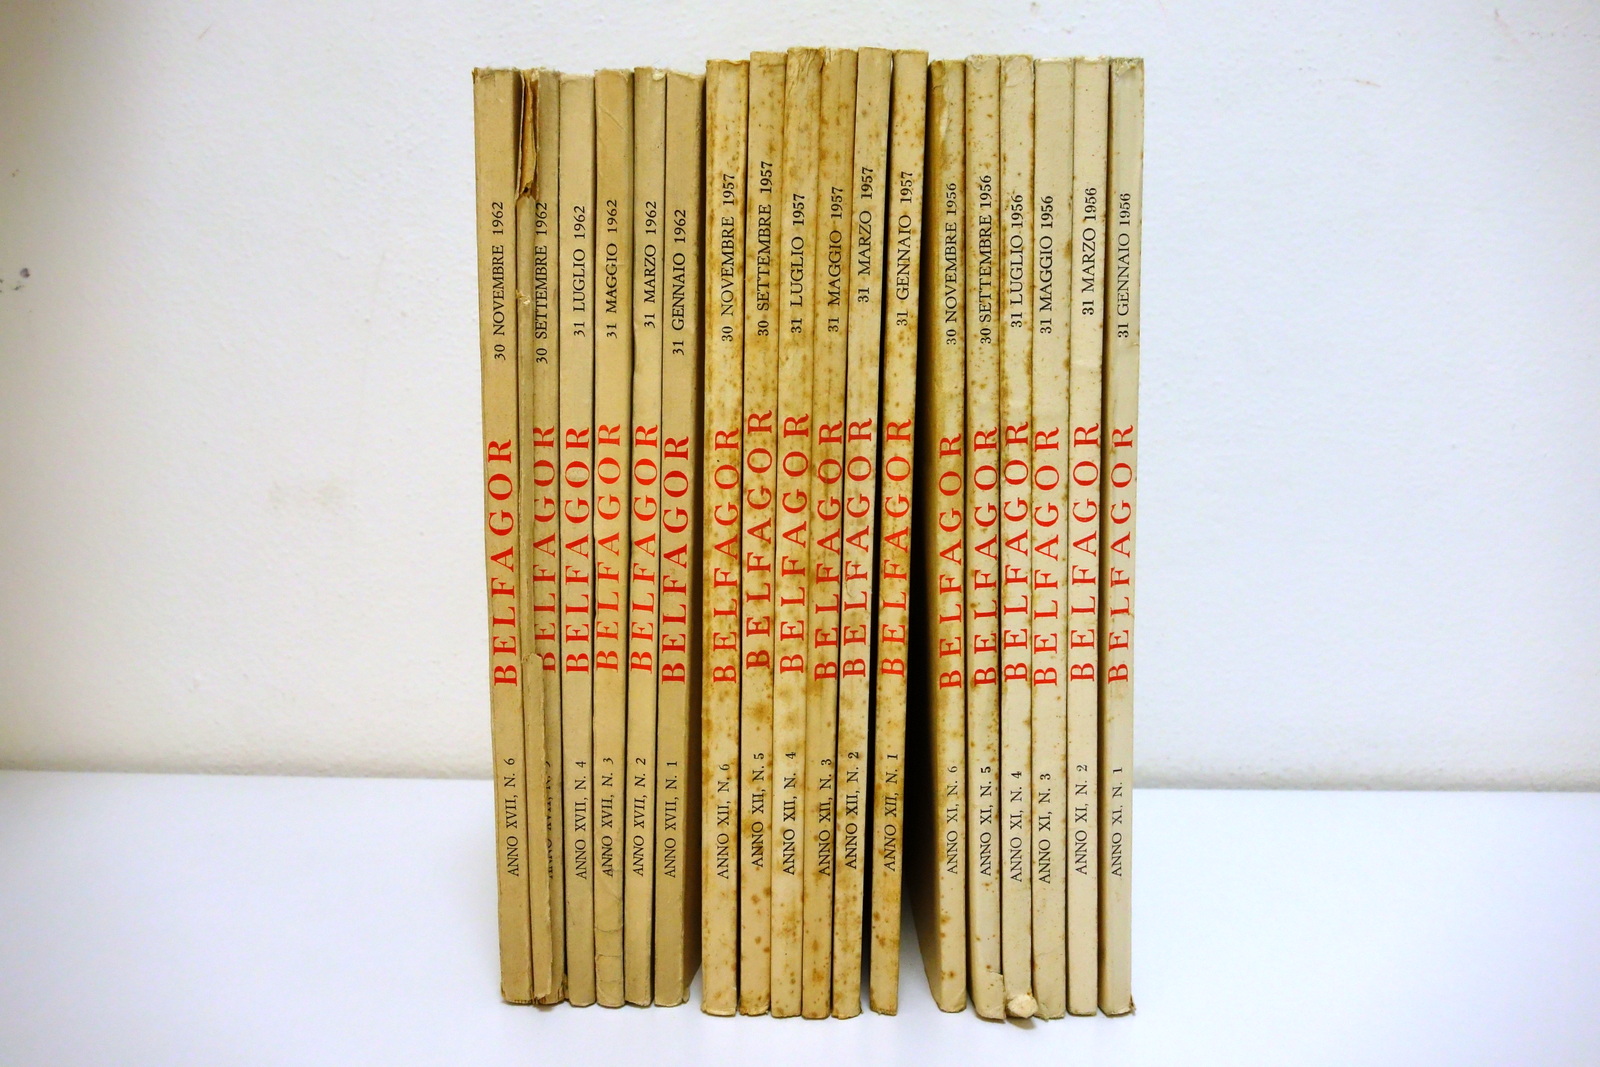 30 NOVEMBRE 1962
BELFAGOR
ANNO XVII, N. 6
30 SETTEMBRE 1962
BELFAGOR
31 LUGLIO 1962
BELFAGOR
ANNO XVII, N. 4
31 MAGGIO 1962
BELFAGOR
ANNO XVII, N. 3
31 MARZO 1962
BELFAGOR
ANNO XVII, N. 2
31 GENNAIO 1962
BELFAGOR
ANNO XVII, N. 1
30 NOVEMBRE 1957
BELFAGOR
ANNO XII, N. 6
30 SETTEMBRE 1957
BELFAGOR
ANNO XII, N. 5
31 LUGLIO 1957
BELFAGOR
ANNO XII, N. 4
31 MAGGIO 1957
BELFAGOR
ANNO XII, N. 3
31 MARZO 1957
BELFAGOR
ANNO XII, N. 2
31 GENNAIO 1957
BELFAGOR
ANNO XII, N. 1
30 NOVEMBRE 1956
BELFAGOR
ANNO XI, N. 6
30 SETTEMBRE 1956
BELFAGOR
ANNO XI, N. 5
31 LUGLIO 1956
BELFAGOR
ANNO XI, N. 4
31 MAGGIO 1956
BELFAGOR
ANNO XI, N. 3
31 MARZO 1956
BELFAGOR
ANNO XI, N. 2
31 GENNAIO 1956
BELFAGOR
ANNO XI, N. 1